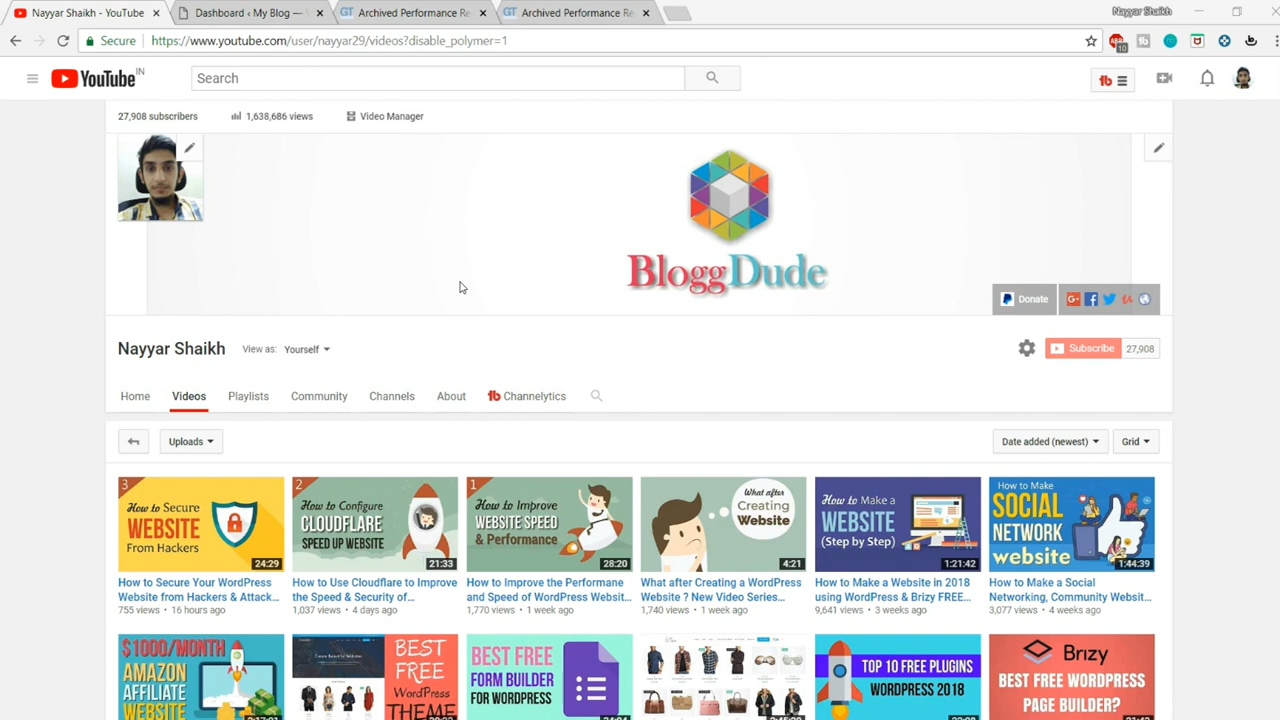 Nayyar Shaikh - YouTube
Dashboard ‹ My Blog —
GT Archived Performance Re
GT Archived Performance Re
Nayyar Shaikh
Secure
https://www.youtube.com/user/nayyar29/videos?disable_polymer=1
ABP
10
tb
YouTube IN
Search
tb
27,908 subscribers
1,638,686 views
Video Manager
BloggDude
Donate
G+
Nayyar Shaikh
View as: Yourself
Subscribe 27,908
Home
Videos
Playlists
Community
Channels
About
tb Channelytics
Uploads
Date added (newest)
Grid
3
How to Secure
WEBSITE
From Hackers
24:29
2
How to Configure
CLOUDFLARE
SPEED UP WEBSITE
21:33
1
How to Improve
WEBSITE SPEED
& Performance
28:20
What after
Creating
Website
4:21
How to Make a
WEBSITE
(Step by Step)
1:21:42
How to Make
SOCIAL
NETWORK
website
1:44:39
How to Secure Your WordPress
Website from Hackers & Attack...
755 views • 16 hours ago
How to Use Cloudflare to Improve
the Speed & Security of...
1,037 views • 4 days ago
How to Improve the Performane
and Speed of WordPress Websit...
1,770 views • 1 week ago
What after Creating a WordPress
Website ? New Video Series...
1,740 views • 1 week ago
How to Make a Website in 2018
using WordPress & Brizy FREE...
9,641 views • 3 weeks ago
How to Make a Social
Networking, Community Websit...
3,077 views • 4 weeks ago
$1000/MONTH
AMAZON
AFFILIATE
WEBSITE
BEST
FREE
WordPress
THEME
BEST FREE
FORM BUILDER
FOR WORDPRESS
TOP 10 FREE PLUGINS
WORDPRESS 2018
Brizy
BEST FREE WORDPRESS
PAGE BUILDER?